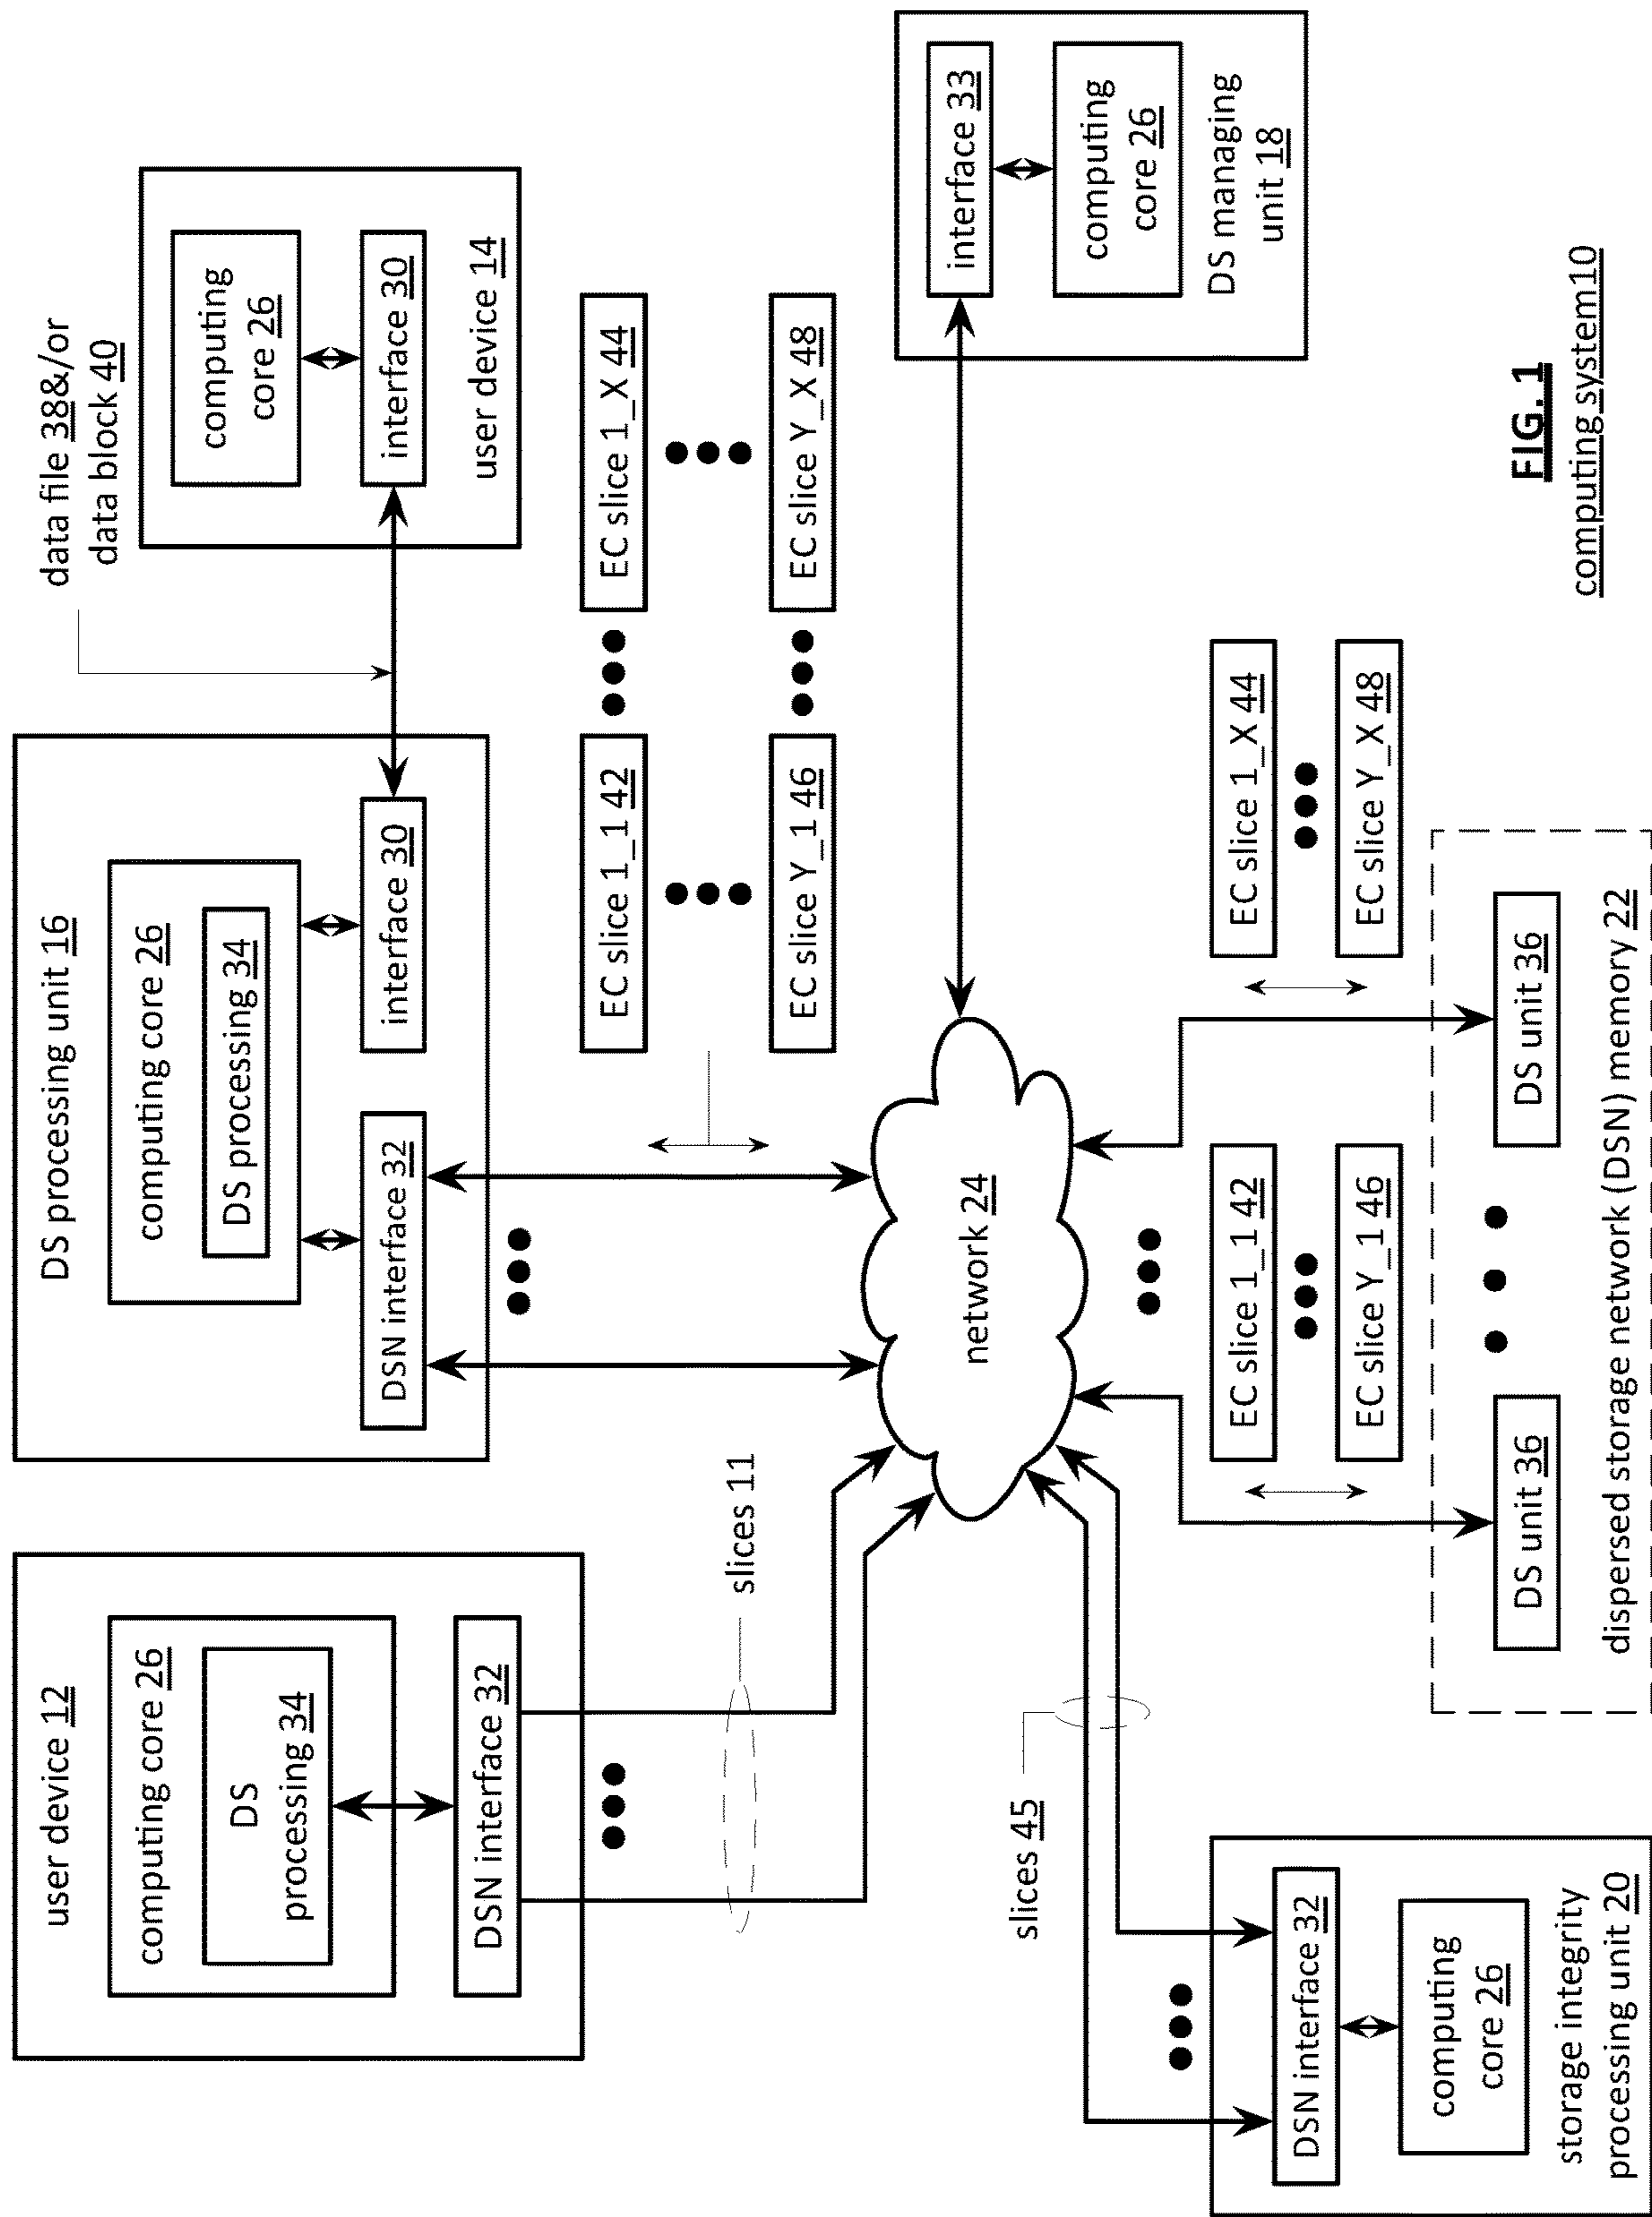 user device 12
computing core 26
DS
processing 34
DSN interface 32
slices 11
DS processing unit 16
computing core 26
DS processing 34
DSN interface 32
interface 30
data file 38&/or
data block 40
computing
core 26
interface 30
user device 14
EC slice 1_1 42
EC slice 1_X 44
EC slice Y_1 46
EC slice Y_X 48
network 24
interface 33
computing
core 26
DS managing
unit 18
slices 45
DSN interface 32
computing
core 26
storage integrity
processing unit 20
EC slice 1_1 42
EC slice 1_X 44
EC slice Y_1 46
EC slice Y_X 48
DS unit 36
DS unit 36
dispersed storage network (DSN) memory 22
FIG. 1
computing system10